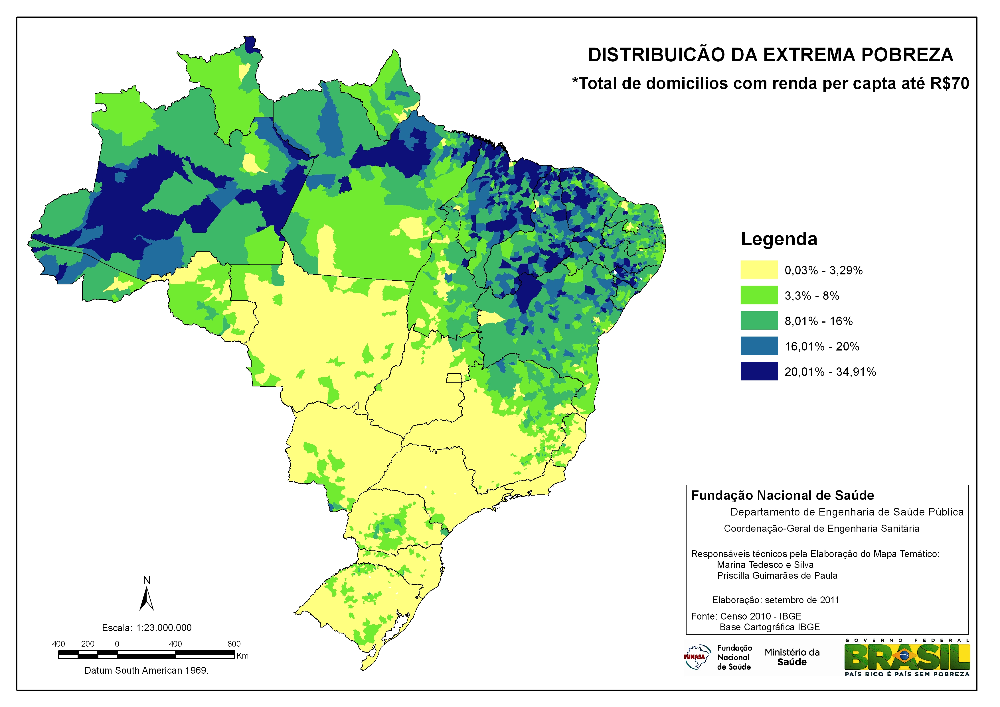 DISTRIBUICÃO DA EXTREMA POBREZA
*Total de domicilios com renda per capta até R$70
Legenda
0,03% - 3,29%
3,3% - 8%
8,01% - 16%
16,01% - 20%
20,01% - 34,91%
Fundação Nacional de Saúde
Departamento de Engenharia de Saúde Pública
Coordenação-Geral de Engenharia Sanitária
Responsáveis técnicos pela Elaboração do Mapa Temático:
Marina Tedesco e Silva
Priscilla Guimarães de Paula
Elaboração: setembro de 2011
Fonte: Censo 2010 - IBGE
Base Cartográfica IBGE
N
Escala: 1:23.000.000
400 200 0 400 800
Km
Datum South American 1969.
FUNASA
Fundação
Nacional
de Saúde
Ministério da
Saúde
GOVERNO FEDERAL
BRASIL
PAÍS RICO É PAÍS SEM POBREZA